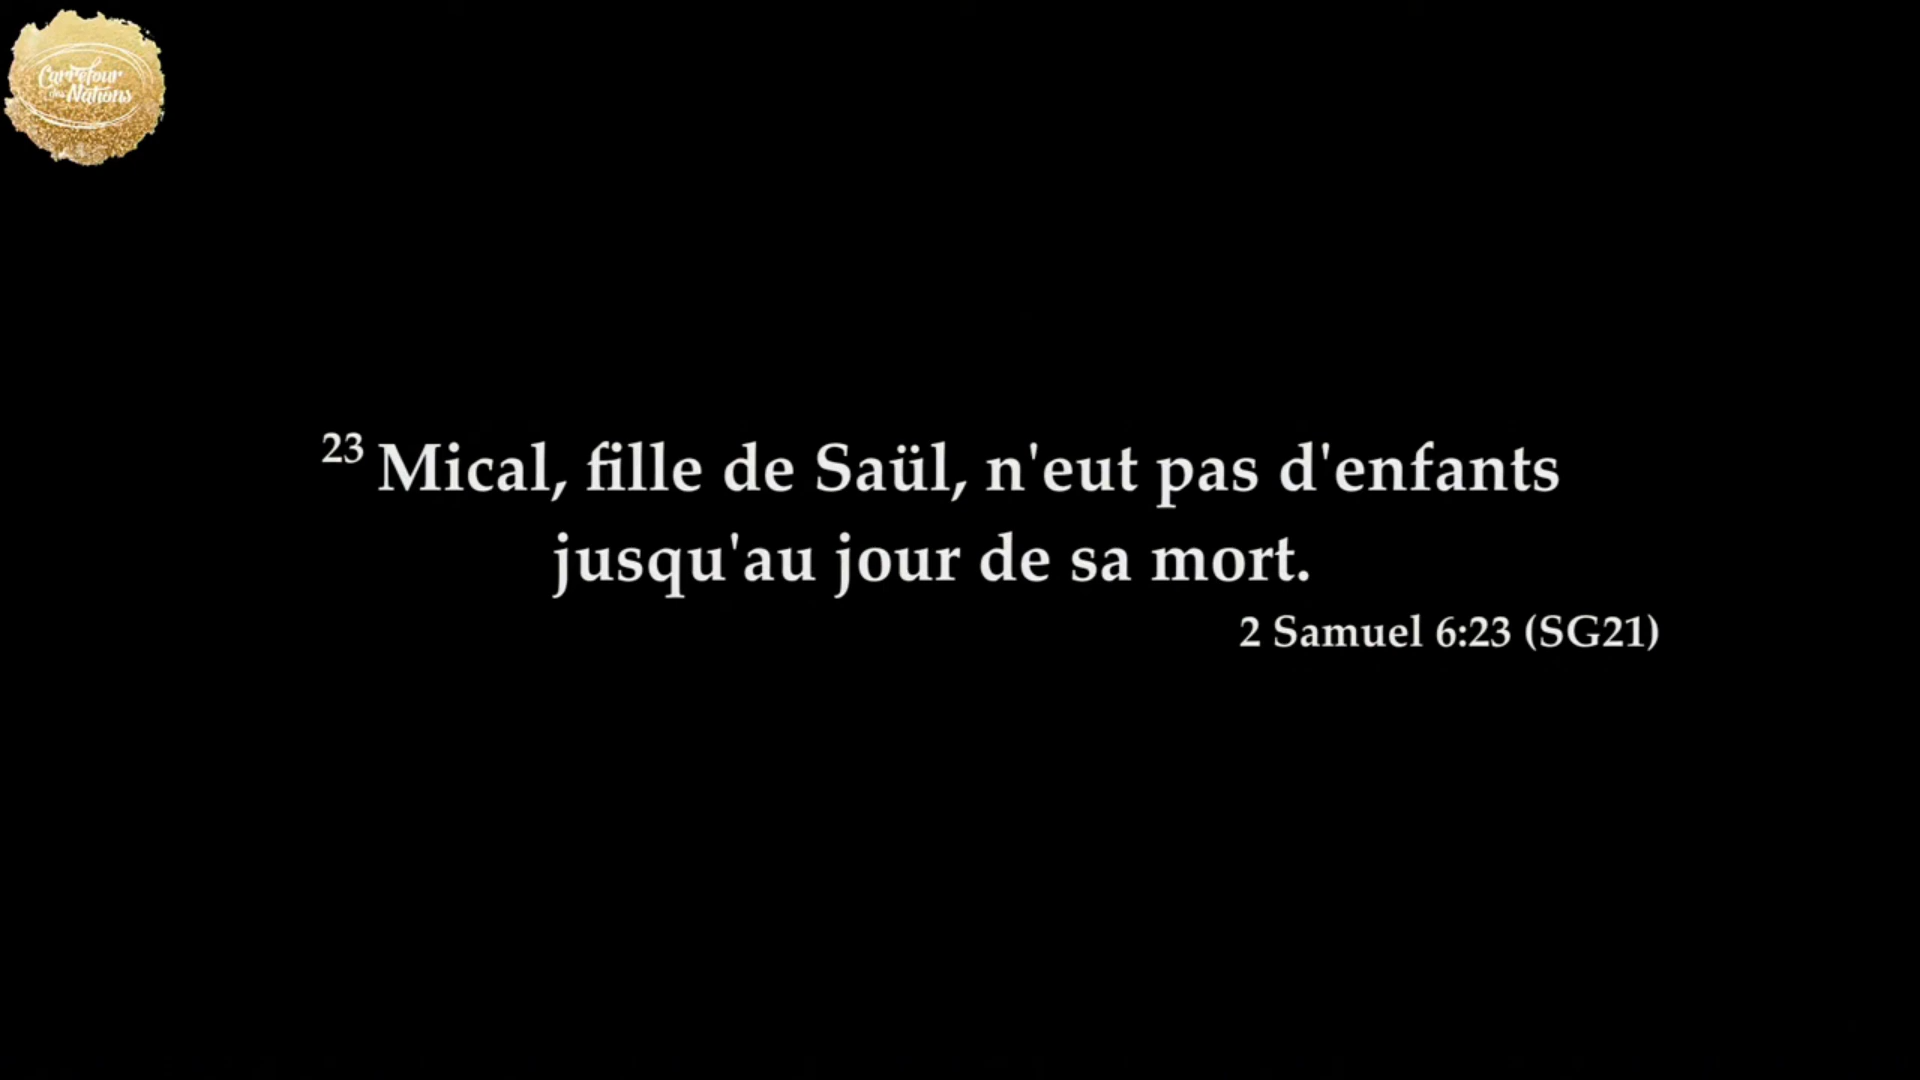 Carrefour
des Nations
23 Mical, fille de Saül, n'eut pas d'enfants
jusqu'au jour de sa mort.
2 Samuel 6:23 (SG21)